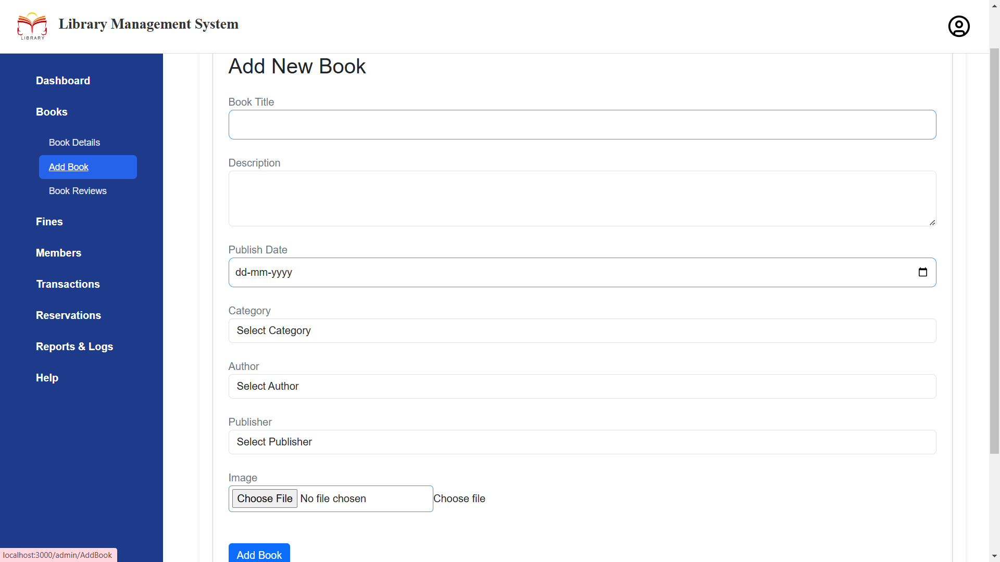 LIBRARY
Library Management System
Dashboard
Books
Book Details
Add Book
Book Reviews
Fines
Members
Transactions
Reservations
Reports & Logs
Help
Add New Book
Book Title
Description
Publish Date
dd-mm-yyyy
Category
Select Category
Author
Select Author
Publisher
Select Publisher
Image
Choose File No file chosen Choose file
Add Book
localhost:3000/admin/AddBook